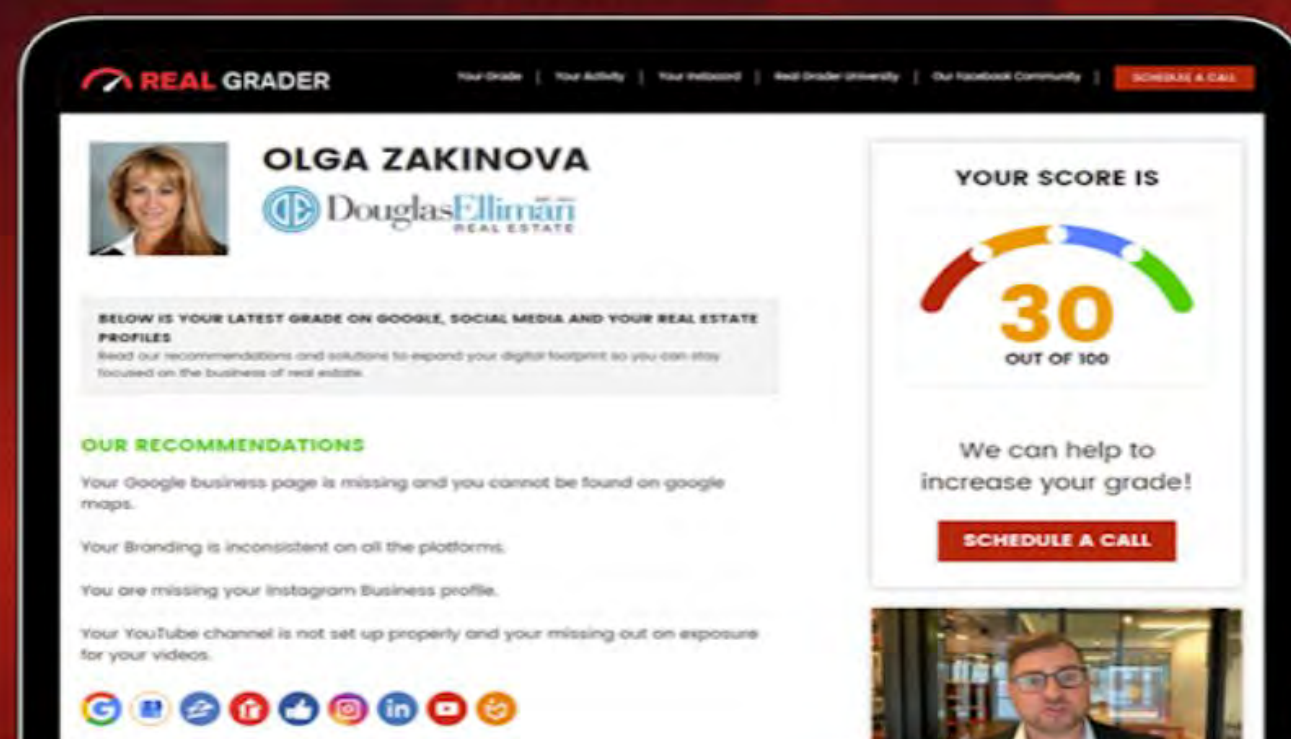 REAL GRADER
Your Grade | Your Activity | Your Instacard | Real Grader University | Our Facebook Community |
SCHEDULE A CALL
OLGA ZAKINOVA
DouglasElliman
REAL ESTATE
BELOW IS YOUR LATEST GRADE ON GOOGLE, SOCIAL MEDIA AND YOUR REAL ESTATE
PROFILES
Read our recommendations and solutions to expand your digital footprint so you can stay
focused on the business of real estate.
OUR RECOMMENDATIONS
Your Google business page is missing and you cannot be found on google
maps.
Your Branding is inconsistent on all the platforms.
You are missing your Instagram Business profile.
Your YouTube channel is not set up properly and your missing out on exposure
for your videos.
YOUR SCORE IS
30
OUT OF 100
We can help to
increase your grade!
SCHEDULE A CALL